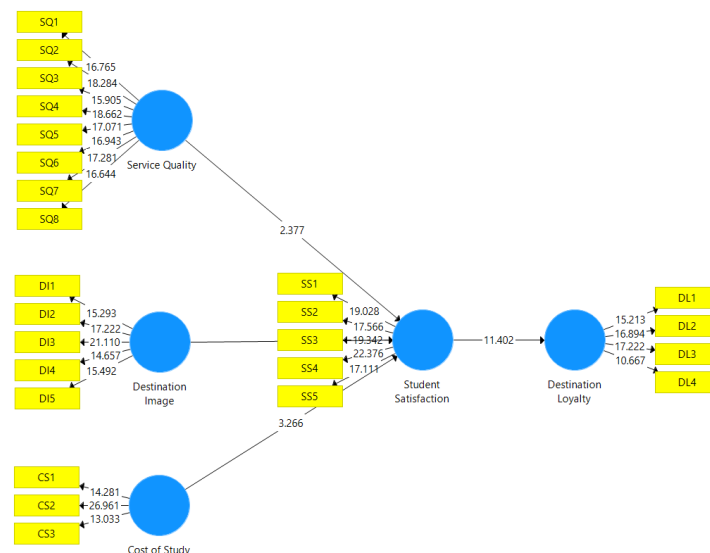 SQ1
SQ2
SQ3
SQ4
SQ5
SQ6
SQ7
SQ8
16.765
18.284
15.905
18.662
17.071
16.943
17.281
16.644
Service Quality
2.377
DI1
DI2
DI3
DI4
DI5
15.293
17.222
21.110
14.657
15.492
Destination
Image
SS1
SS2
SS3
SS4
SS5
19.028
17.566
19.342
22.376
17.111
Student
Satisfaction
11.402
Destination
Loyalty
15.213
16.894
17.222
10.667
DL1
DL2
DL3
DL4
3.266
CS1
CS2
CS3
14.281
26.961
13.033
Cost of Study